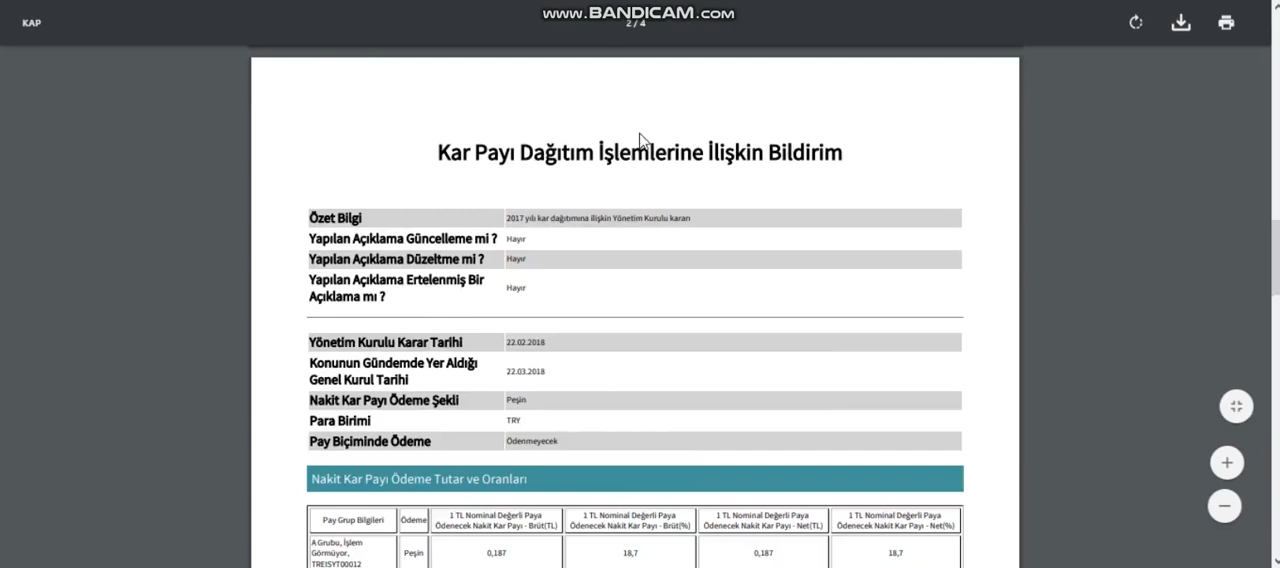 www.BANDICAM.com
KAP
2 / 4
Kar Payı Dağıtım İşlemlerine İlişkin Bildirim
Özet Bilgi
2017 yılı kar dağıtımına ilişkin Yönetim Kurulu kararı
Yapılan Açıklama Güncelleme mi ?
Hayır
Yapılan Açıklama Düzeltme mi ?
Hayır
Yapılan Açıklama Ertelenmiş Bir
Açıklama mı ?
Hayır
Yönetim Kurulu Karar Tarihi
22.02.2018
Konunun Gündemde Yer Aldığı
Genel Kurul Tarihi
22.03.2018
Nakit Kar Payı Ödeme Şekli
Peşin
Para Birimi
TRY
Pay Biçiminde Ödeme
Ödenmeyecek
Nakit Kar Payı Ödeme Tutar ve Oranları
Pay Grup Bilgileri
Ödeme
1 TL Nominal Değerli Paya
Ödenecek Nakit Kar Payı - Brüt(TL)
1 TL Nominal Değerli Paya
Ödenecek Nakit Kar Payı - Brüt(%)
1 TL Nominal Değerli Paya
Ödenecek Nakit Kar Payı - Net(TL)
1 TL Nominal Değerli Paya
Ödenecek Nakit Kar Payı - Net(%)
A Grubu, İşlem
Görmüyor,
TREISYT00012
Peşin
0,187
18,7
0,187
18,7